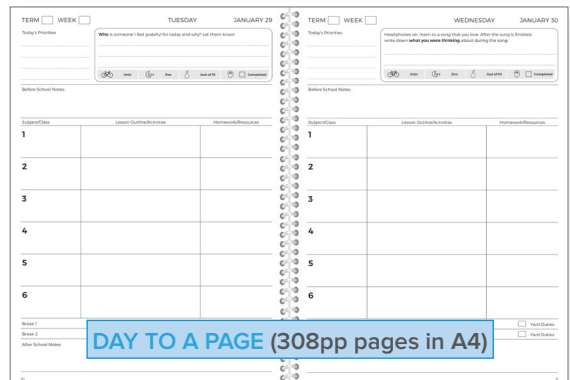 TERM WEEK TUESDAY JANUARY 29
Today's Priorities
Who is someone I feel grateful for today and why? Let them know!
Completed
Before School Notes
Subject/Class Lesson Outline/Activities Homework/Resources
1
2
3
4
5
6
Break 1
Break 2
After School Notes
TERM WEEK WEDNESDAY JANUARY 30
Today's Priorities
Headphones on: listen to a song that you love. After the song is finished,
write down what you were thinking about during the song.
Completed
Before School Notes
Subject/Class Lesson Outline/Activities Homework/Resources
1
2
3
4
5
6
Yard Duties
Yard Duties
DAY TO A PAGE (308pp pages in A4)